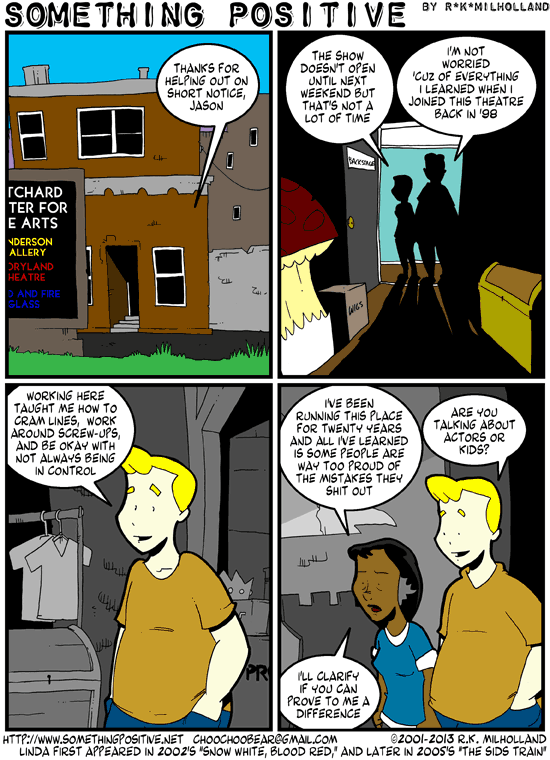 SOMETHING POSITIVE BY R*K*MILHOLLAND
THANKS FOR
HELPING OUT ON
SHORT NOTICE,
JASON
TCHARD
TER FOR
E ARTS
NDERSON
ALLERY
ORYLAND
HEATRE
D AND FIRE
GLASS
THE SHOW
DOESN'T OPEN
UNTIL NEXT
WEEKEND BUT
THAT'S NOT A
LOT OF TIME
I'M NOT
WORRIED
'CUZ OF EVERYTHING
I LEARNED WHEN I
JOINED THIS THEATRE
BACK IN '98
BACKSTAGE
WIGS
WORKING HERE
TAUGHT ME HOW TO
CRAM LINES, WORK
AROUND SCREW-UPS,
AND BE OKAY WITH
NOT ALWAYS BEING
IN CONTROL
1
PR
I'VE BEEN
RUNNING THIS PLACE
FOR TWENTY YEARS
AND ALL I'VE LEARNED
IS SOME PEOPLE ARE
WAY TOO PROUD OF
THE MISTAKES THEY
SHIT OUT
ARE YOU
TALKING ABOUT
ACTORS OR
KIDS?
I'LL CLARIFY
IF YOU CAN
PROVE TO ME A
DIFFERENCE
HTTP://WWW.SOMETHINGPOSITIVE.NET CHOOCHOOBEAR@GMAIL.COM ©2001-2013 R.K. MILHOLLAND
LINDA FIRST APPEARED IN 2002'S "SNOW WHITE, BLOOD RED," AND LATER IN 2005'S "THE SIDS TRAIN"